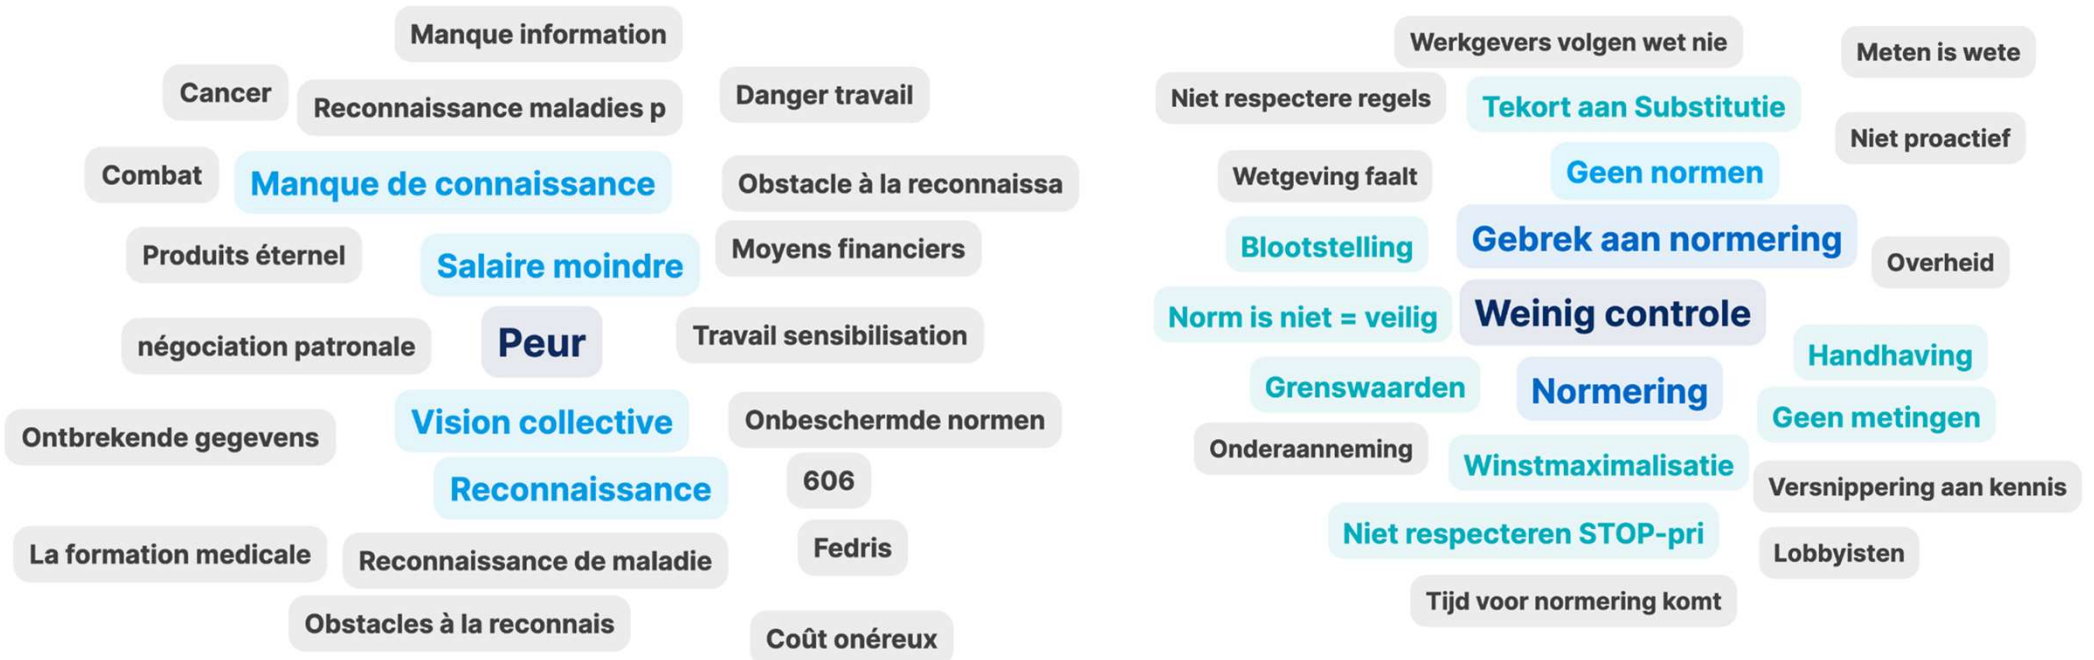 Manque information
Cancer
Reconnaissance maladies p
Danger travail
Combat
Manque de connaissance
Obstacle à la reconnaissa
Produits éternel
Salaire moindre
Moyens financiers
négociation patronale
Peur
Travail sensibilisation
Vision collective
Onbeschermde normen
Ontbrekende gegevens
Reconnaissance
606
La formation medicale
Reconnaissance de maladie
Fedris
Obstacles à la reconnais
Coût onéreux
Werkgevers volgen wet nie
Meten is wete
Niet respectere regels
Tekort aan Substitutie
Niet proactief
Wetgeving faalt
Geen normen
Blootstelling
Gebrek aan normering
Overheid
Norm is niet = veilig
Weinig controle
Handhaving
Grenswaarden
Normering
Geen metingen
Onderaanneming
Winstmaximalisatie
Versnippering aan kennis
Niet respecteren STOP-pri
Lobbyisten
Tijd voor normering komt